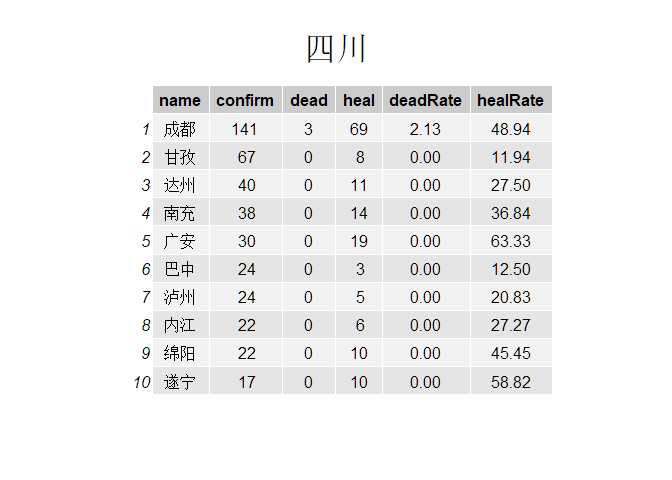 四川
name confirm dead heal deadRate healRate
1 成都 141 3 69 2.13 48.94
2 甘孜 67 0 8 0.00 11.94
3 达州 40 0 11 0.00 27.50
4 南充 38 0 14 0.00 36.84
5 广安 30 0 19 0.00 63.33
6 巴中 24 0 3 0.00 12.50
7 泸州 24 0 5 0.00 20.83
8 内江 22 0 6 0.00 27.27
9 绵阳 22 0 10 0.00 45.45
10 遂宁 17 0 10 0.00 58.82